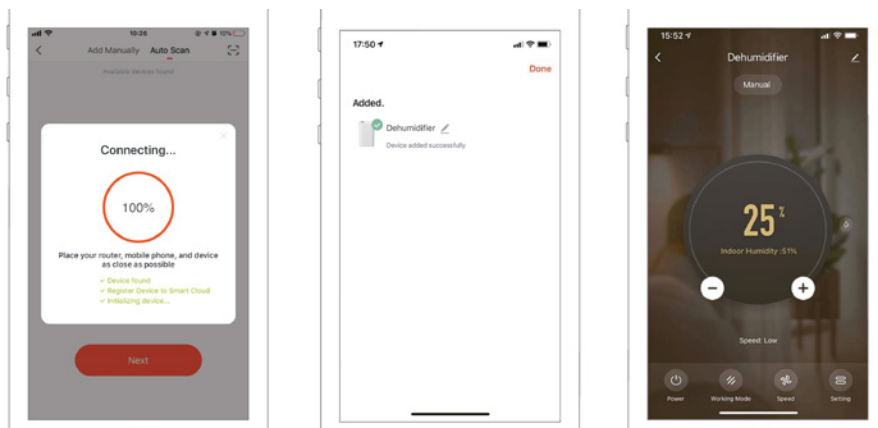 10:26
10%
Add Manually Auto Scan
Available devices found
Connecting...
100%
Place your router, mobile phone, and device
as close as possible
✓ Device found
✓ Register Device to Smart Cloud
✓ Initializing device...
Next
17:50
Done
Added.
Dehumidifier
Device added successfully
15:52
Dehumidifier
Manual
25%
Indoor Humidity :51%
Speed: Low
Power Working Mode Speed Setting